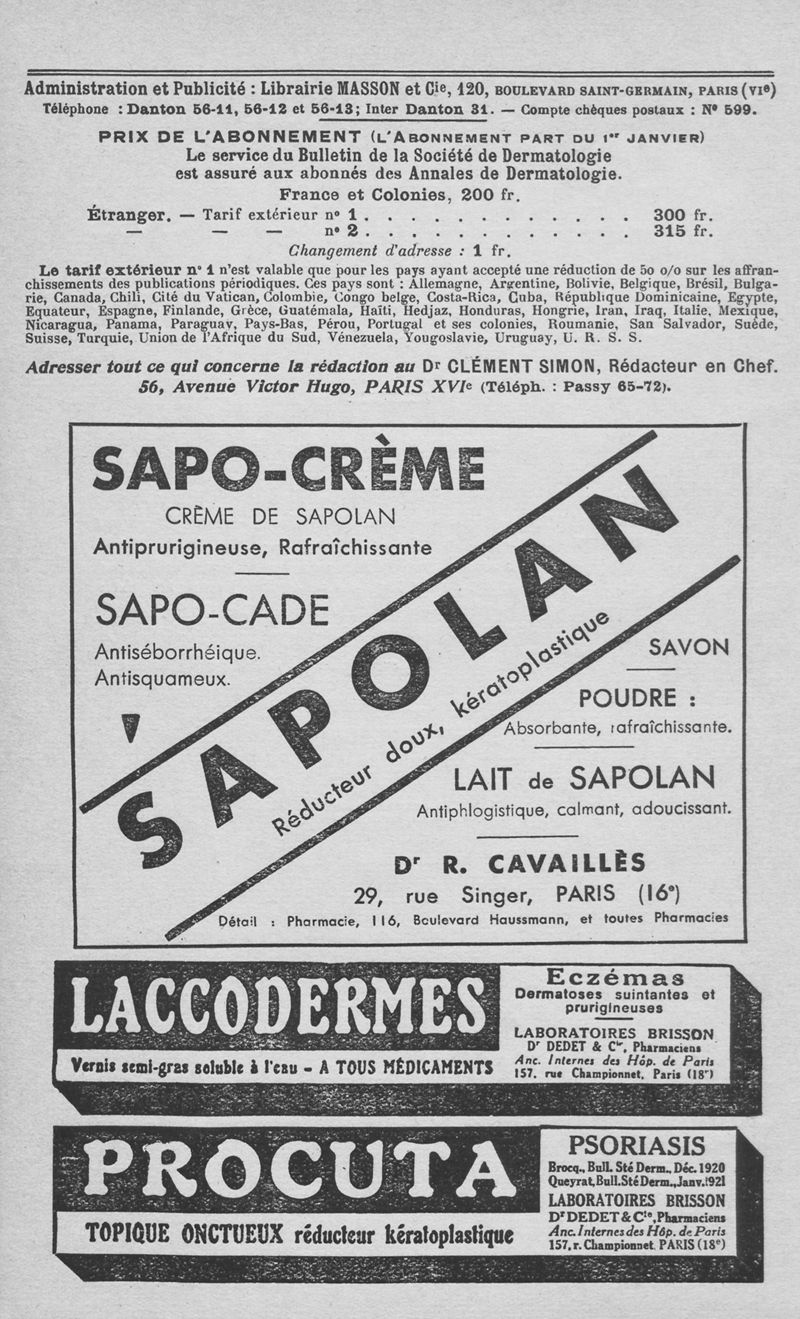 Administration et Publicité : Librairie MASSON et Cie, 120, BOULEVARD SAINT-GERMAIN, PARIS (VIe)
Téléphone : Danton 56-11, 56-12 et 56-13; Inter Danton 31. — Compte chèques postaux : N° 599.
PRIX DE L'ABONNEMENT (L'ABONNEMENT PART DU 1er JANVIER)
Le service du Bulletin de la Société de Dermatologie
est assuré aux abonnés des Annales de Dermatologie.
France et Colonies, 200 fr.
Étranger. — Tarif extérieur n° 1 . . . . . . . . . . . . . 300 fr.
— — — n° 2 . . . . . . . . . . . . . 315 fr.
Changement d'adresse : 1 fr.
Le tarif extérieur n° 1 n'est valable que pour les pays ayant accepté une réduction de 50 o/o sur les affran-
chissements des publications périodiques. Ces pays sont : Allemagne, Argentine, Bolivie, Belgique, Brésil, Bulga-
rie, Canada, Chili, Cité du Vatican, Colombie, Congo belge, Costa-Rica, Cuba, République Dominicaine, Egypte,
Equateur, Espagne, Finlande, Grèce, Guatémala, Haïti, Hedjaz, Honduras, Hongrie, Iran, Iraq, Italie, Mexique,
Nicaragua, Panama, Paraguay, Pays-Bas, Pérou, Portugal et ses colonies, Roumanie, San Salvador, Suède,
Suisse, Turquie, Union de l'Afrique du Sud, Vénezuela, Yougoslavie, Uruguay, U. R. S. S.
Adresser tout ce qui concerne la rédaction au Dr CLÉMENT SIMON, Rédacteur en Chef.
56, Avenue Victor Hugo, PARIS XVIe (Téléph. : Passy 65-72).
SAPO-CRÈME
CRÈME DE SAPOLAN
Antiprurigineuse, Rafraîchissante
SAPO-CADE
Antiséborrhéique.
Antisquameux.
SAPOLAN
Réducteur doux, kératoplastique
SAVON
POUDRE :
Absorbante, rafraîchissante.
LAIT de SAPOLAN
Antiphlogistique, calmant, adoucissant.
Dr R. CAVAILLÈS
29, rue Singer, PARIS (16e)
Détail : Pharmacie, 116, Boulevard Haussmann, et toutes Pharmacies
LACCODERMES
Vernis semi-gras soluble à l'eau - A TOUS MÉDICAMENTS
Eczémas
Dermatoses suintantes et
prurigineuses
LABORATOIRES BRISSON
Dr DEDET & Cie, Pharmaciens
Anc. Internes des Hôp. de Paris
157, rue Championnet, Paris (18e)
PROCUTA
TOPIQUE ONCTUEUX réducteur kératoplastique
PSORIASIS
Brocq., Bull. Sté Derm., Déc. 1920
Queyrat, Bull. Sté Derm., Janv. 1921
LABORATOIRES BRISSON
Dr DEDET & Cie, Pharmaciens
Anc. Internes des Hôp. de Paris
157, r. Championnet. PARIS (18e)